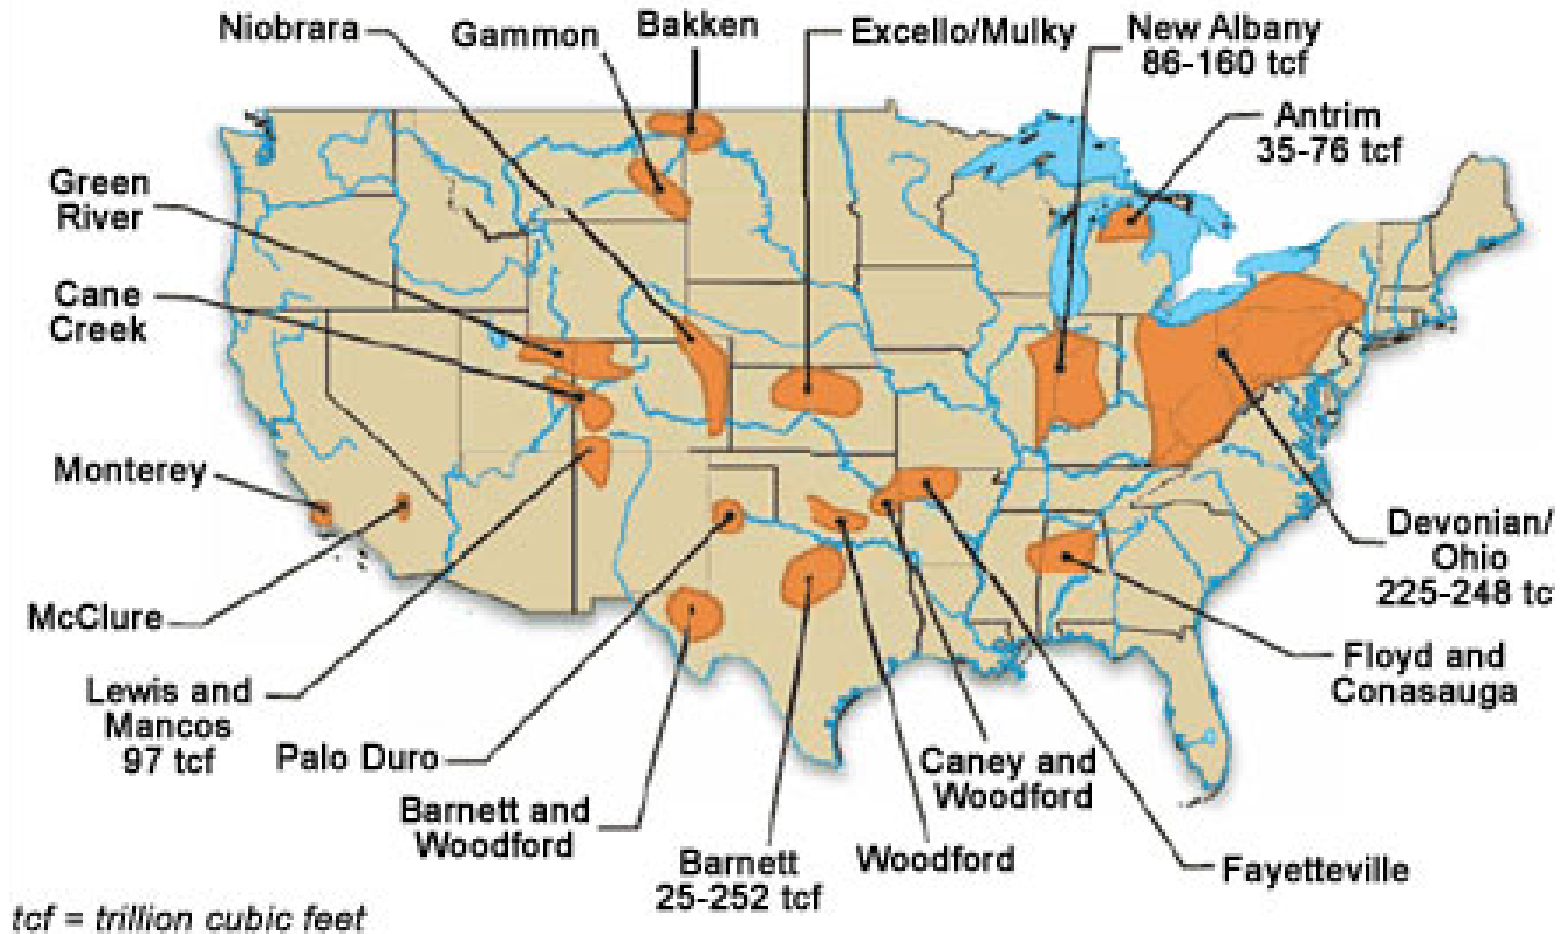 Niobrara
Gammon
Bakken
Excello/Mulky
New Albany
86-160 tcf
Antrim
35-76 tcf
Green
River
Cane
Creek
Monterey
McClure
Lewis and
Mancos
97 tcf
Palo Duro
Barnett and
Woodford
Barnett
25-252 tcf
Woodford
Caney and
Woodford
Fayetteville
Floyd and
Conasauga
Devonian/
Ohio
225-248 tc
tcf = trillion cubic feet